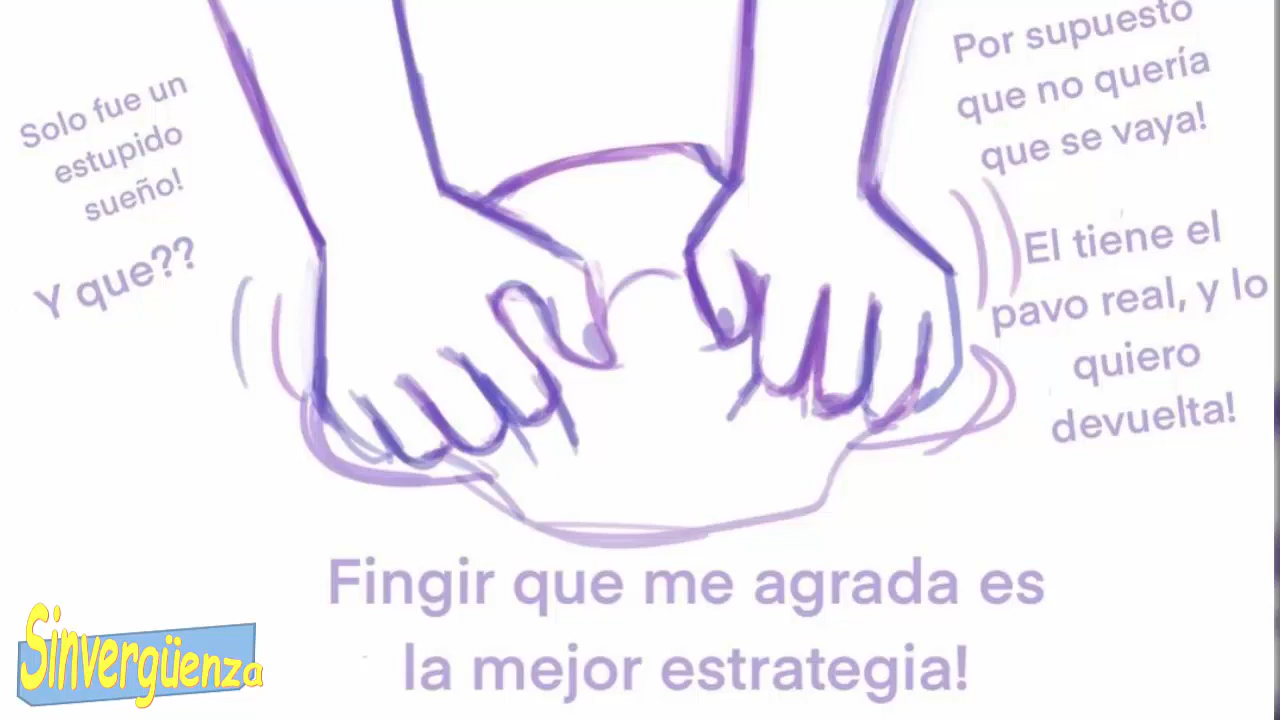 Solo fue un
estupido
sueño!
Y que??
Por supuesto
que no quería
que se vaya!
El tiene el
pavo real, y lo
quiero
devuelta!
Fingir que me agrada es
la mejor estrategia!
Sinvergüenza